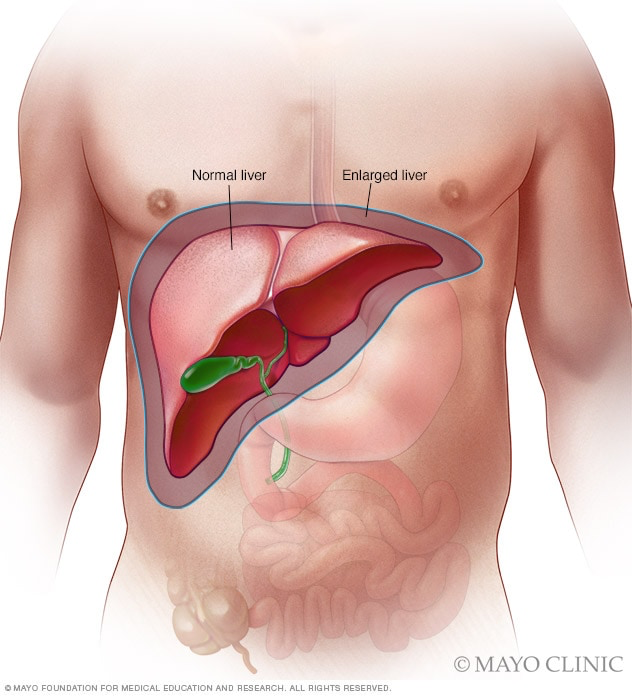 Normal liver
Enlarged liver
© MAYO CLINIC
© MAYO FOUNDATION FOR MEDICAL EDUCATION AND RESEARCH. ALL RIGHTS RESERVED.